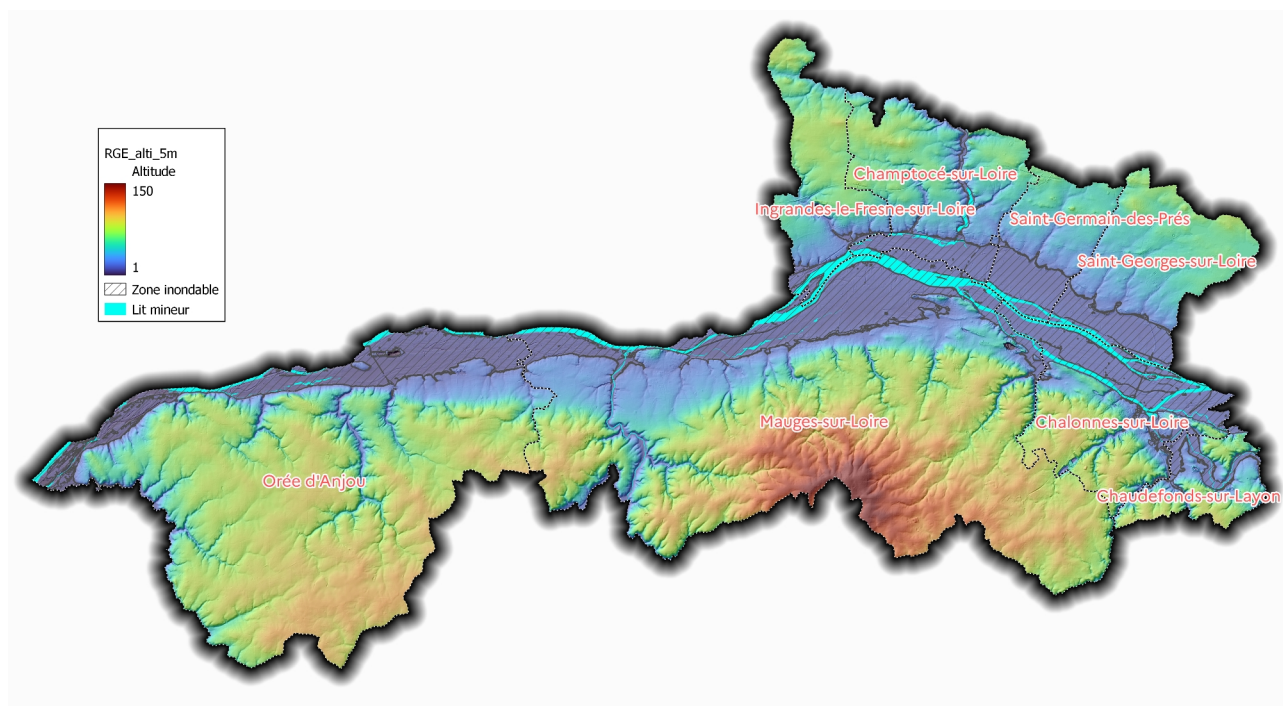 RGE_alti_5m
Altitude
150
1
Zone inondable
Lit mineur
Champtocé-sur-Loire
Ingrandes-le-Fresne-sur-Loire
Saint-Germain-des-Prés
Saint-Georges-sur-Loire
Mauges-sur-Loire
Chalonnes-sur-Loire
Orée d'Anjou
Chaudefonds-sur-Layon